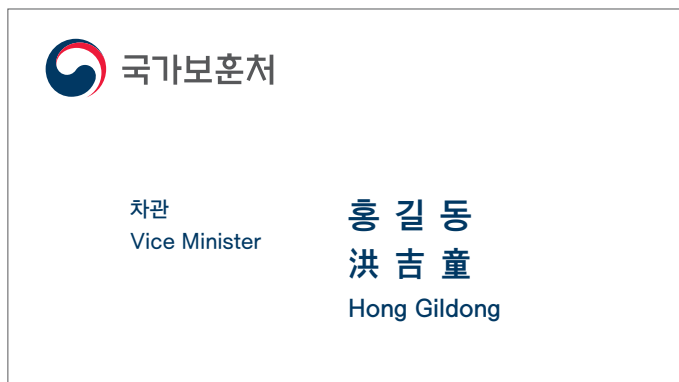 국가보훈처
차관
Vice Minister
홍 길 동
洪 吉 童
Hong Gildong